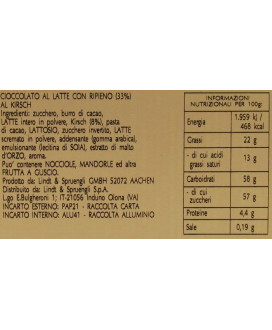 CIOCCOLATO AL LATTE CON RIPIENO (33%)
AL KIRSCH
Ingredienti: zucchero, burro di cacao,
LATTE intero in polvere, Kirsch (8%), pasta
di cacao, LATTOSIO, zucchero invertito, LATTE
scremato in polvere, addensante (gomma arabica),
emulsionante (lecitina di SOIA), estratto di malto
d'ORZO, aroma.
Puo' contenere NOCCIOLE, MANDORLE ed altra
FRUTTA A GUSCIO.
Prodotto da: Lindt & Spruengli GMBH 52072 AACHEN
Distribuito da: Lindt & Spruengli S.p.A.
L.go E.Bulgheroni 1; IT-21056 Induno Olona (VA)
INCARTO ESTERNO: PAP21 - RACCOLTA CARTA
INCARTO INTERNO: ALU41 - RACCOLTA ALLUMINIO
INFORMAZIONI
NUTRIZIONALI PER 100g:
Energia 1.959 kJ /
468 kcal
Grassi 22 g
- di cui acidi
grassi saturi 13 g
Carboidrati 58 g
- di cui
zuccheri 57 g
Proteine 4,4 g
Sale 0,19 g